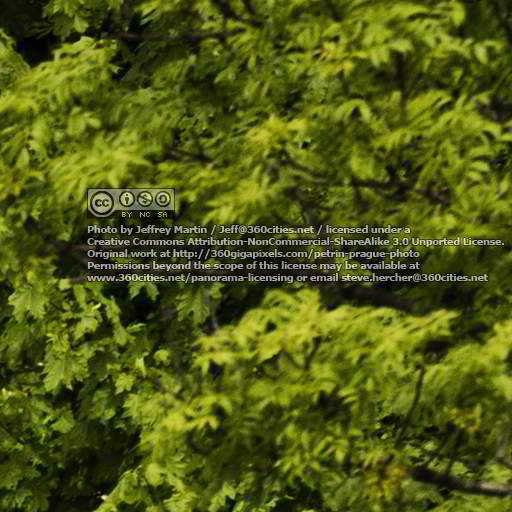 cc
BY NC SA
Photo by Jeffrey Martin / Jeff@360cities.net / licensed under a
Creative Commons Attribution-NonCommercial-ShareAlike 3.0 Unported License.
Original work at http://360gigapixels.com/petrin-prague-photo
Permissions beyond the scope of this license may be available at
www.360cities.net/panorama-licensing or email steve.hercher@360cities.net